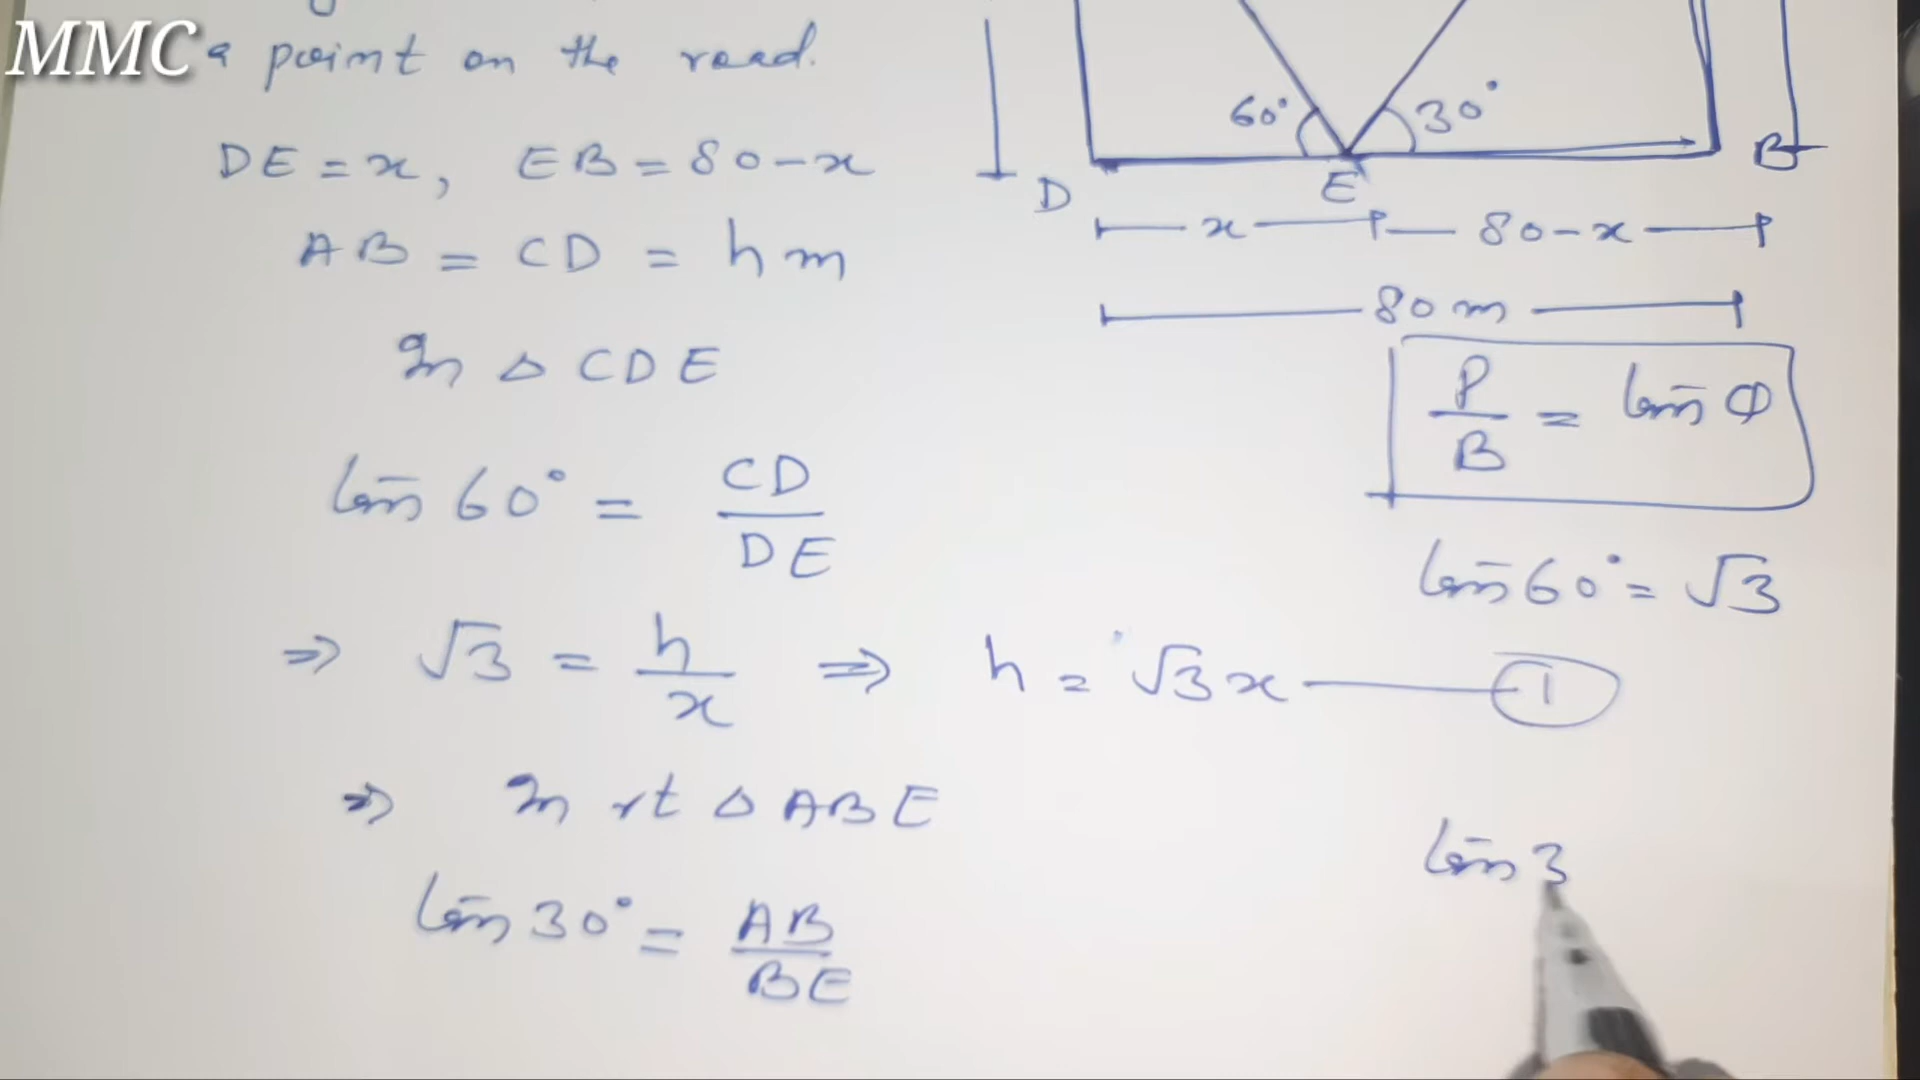 MMC
a point on the road.
60° 30°
DE = x, EB = 80-x
D E B
x 80-x
AB = CD = h m
80 m
In △ CDE
P/B = tan θ
tan 60° = CD/DE
tan 60° = √3
⇒ √3 = h/x ⇒ h = √3x — 1
⇒ In rt △ ABE
tan 3
tan 30° = AB/BE